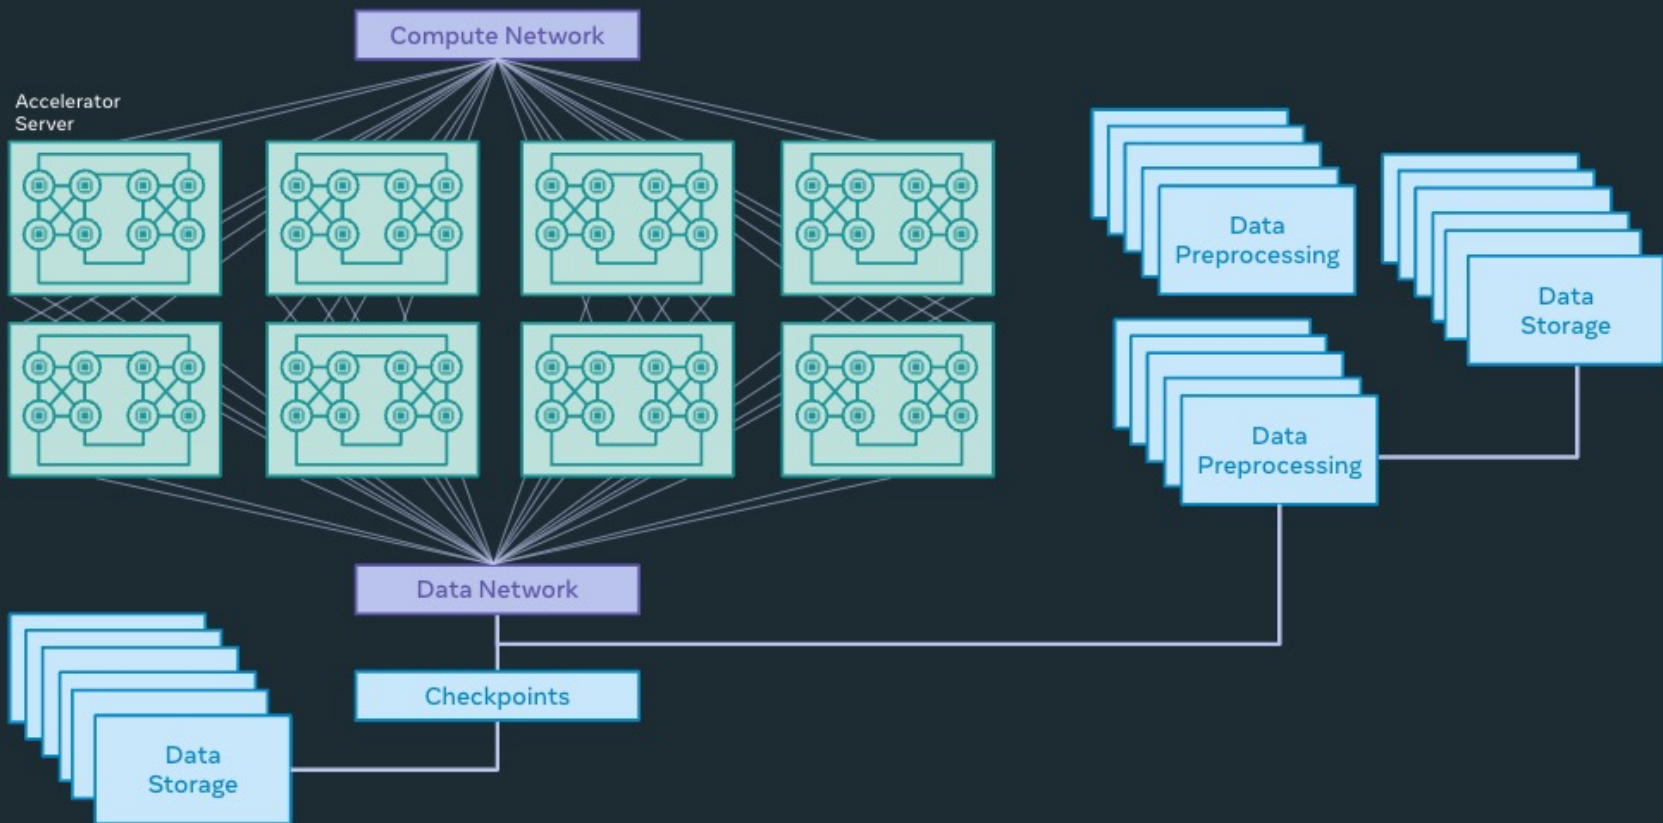 Compute Network
Accelerator
Server
Data
Preprocessing
Data
Storage
Data
Preprocessing
Data Network
Checkpoints
Data
Storage